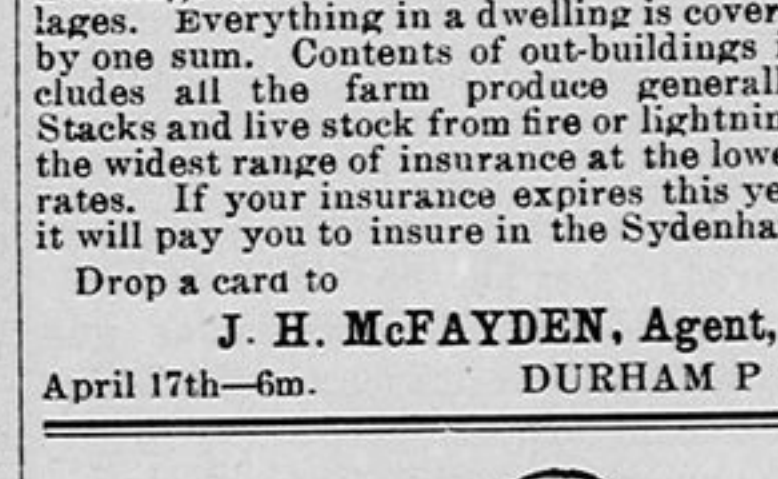 lages. Everything in a dwelling is cover
by one sum. Contents of out-buildings
cludes all the farm produce general
Stacks and live stock from fire or lightnin
the widest range of insurance at the lowe
rates. If your insurance expires this ye
it will pay you to insure in the Sydenha
Drop a card to
J. H. McFAYDEN, Agent,
April 17th—6m. DURHAM P